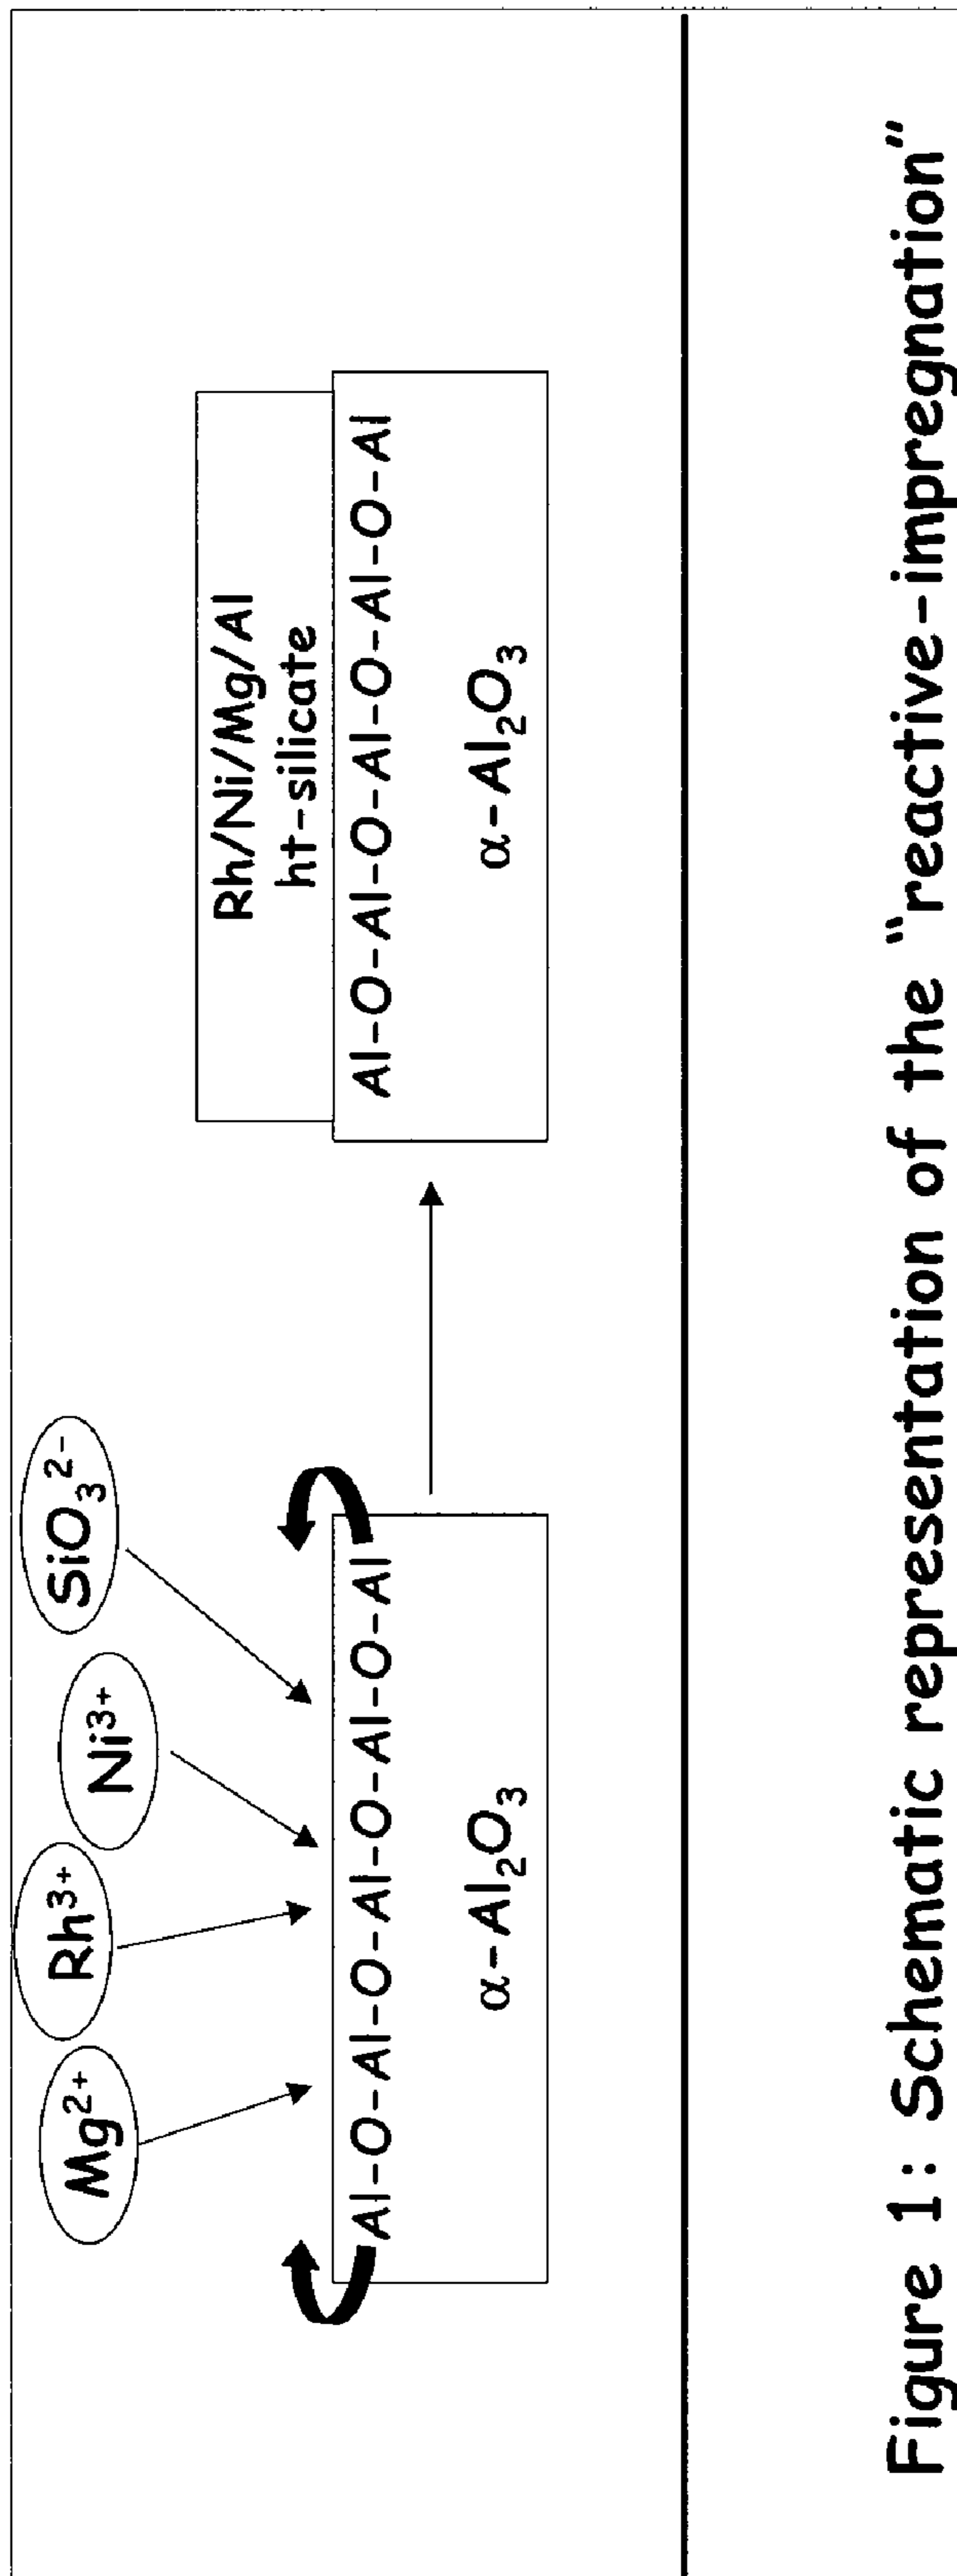 Mg²⁺
Rh³⁺
Ni³⁺
SiO₃²⁻
Al-O-Al-O-Al-O-Al-O-Al
α-Al₂O₃
Rh/Ni/Mg/Al
ht-silicate
Al-O-Al-O-Al-O-Al-O-Al
α-Al₂O₃
Figure 1: Schematic representation of the “reactive-impregnation”